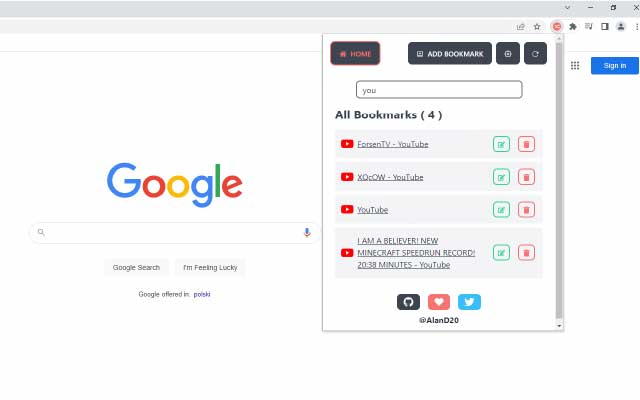 HOME
ADD BOOKMARK
Sign in
you
All Bookmarks ( 4 )
ForsenTV - YouTube
XQcOW - YouTube
YouTube
I AM A BELIEVER! NEW
MINECRAFT SPEEDRUN RECORD!
20:38 MINUTES - YouTube
@AlanD20
Google
Google Search
I'm Feeling Lucky
Google offered in: polski